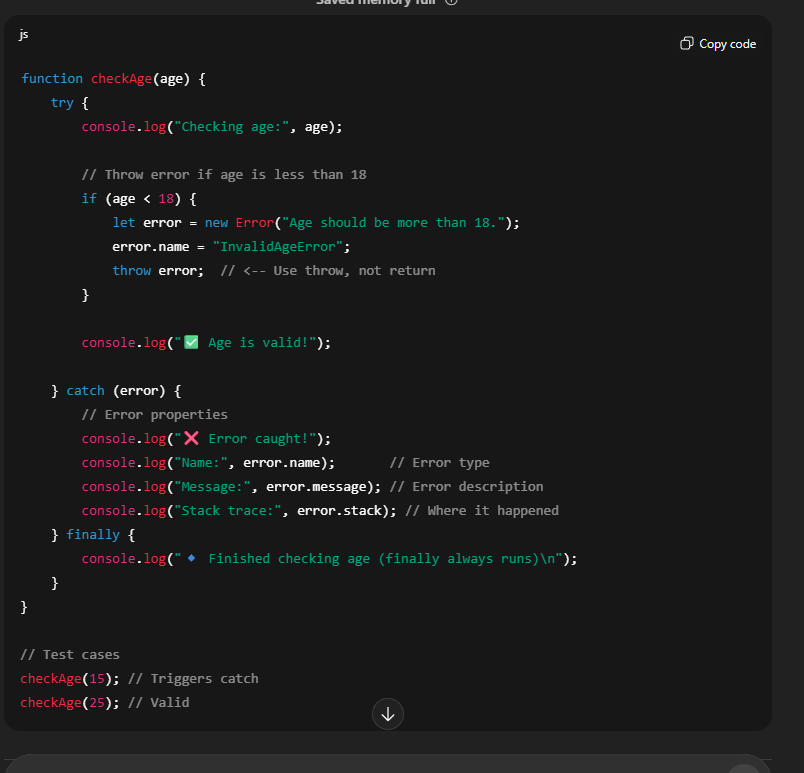 Saved memory full
js
Copy code
function checkAge(age) {
    try {
        console.log("Checking age:", age);

        // Throw error if age is less than 18
        if (age < 18) {
            let error = new Error("Age should be more than 18.");
            error.name = "InvalidAgeError";
            throw error;  // <-- Use throw, not return
        }

        console.log("✅ Age is valid!");

    } catch (error) {
        // Error properties
        console.log("❌ Error caught!");
        console.log("Name:", error.name);       // Error type
        console.log("Message:", error.message); // Error description
        console.log("Stack trace:", error.stack); // Where it happened
    } finally {
        console.log("🔹 Finished checking age (finally always runs)\n");
    }
}

// Test cases
checkAge(15); // Triggers catch
checkAge(25); // Valid